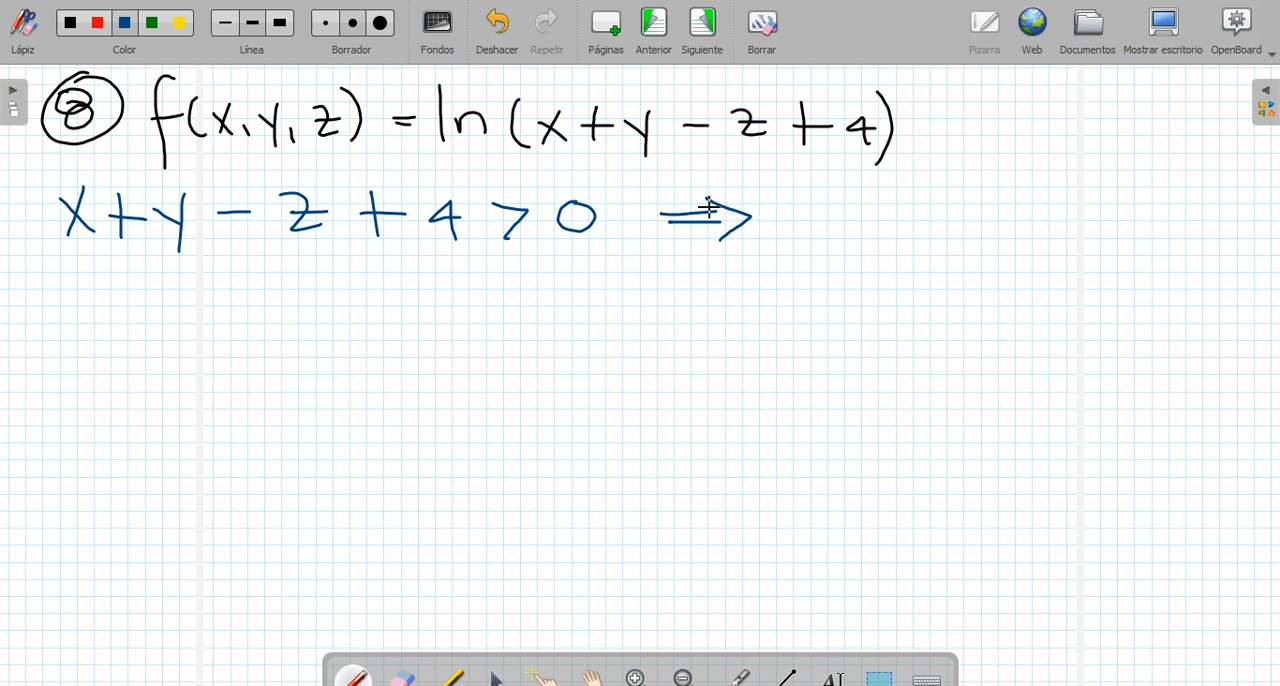 Lápiz Color Línea Borrador Fondos Deshacer Repetir Páginas Anterior Siguiente Borrar Pizarra Web Documentos Mostrar escritorio OpenBoard
f(x,y,z) = ln(x+y-z+4)
x+y-z+4>0 ⇒